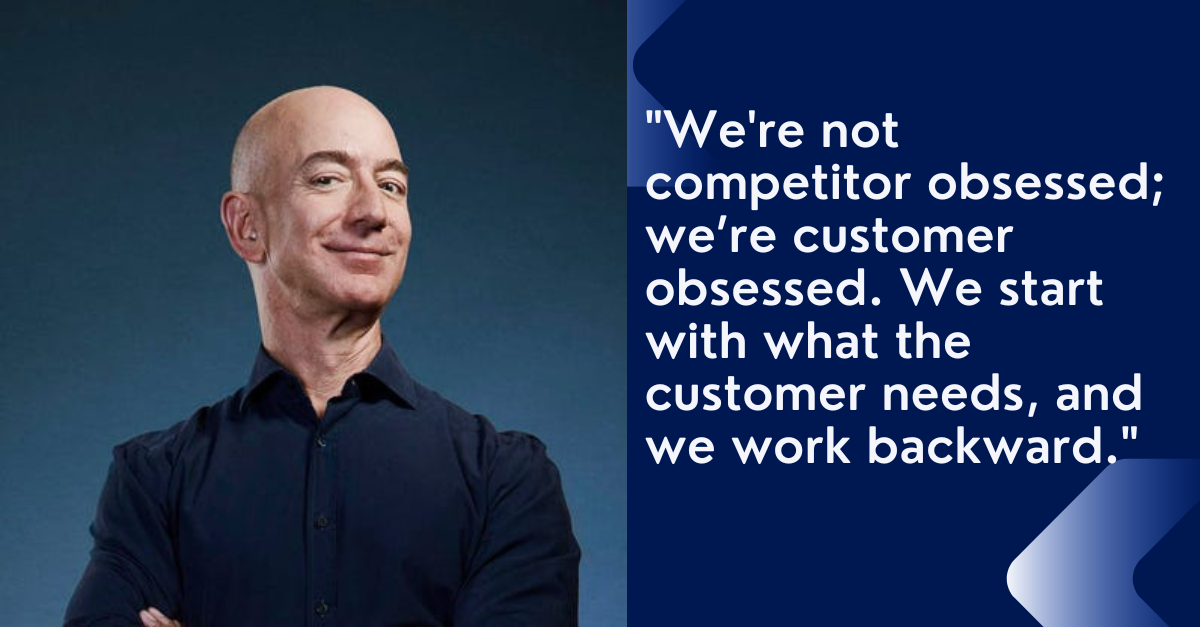 "We're not
competitor obsessed;
we’re customer
obsessed. We start
with what the
customer needs, and
we work backward."